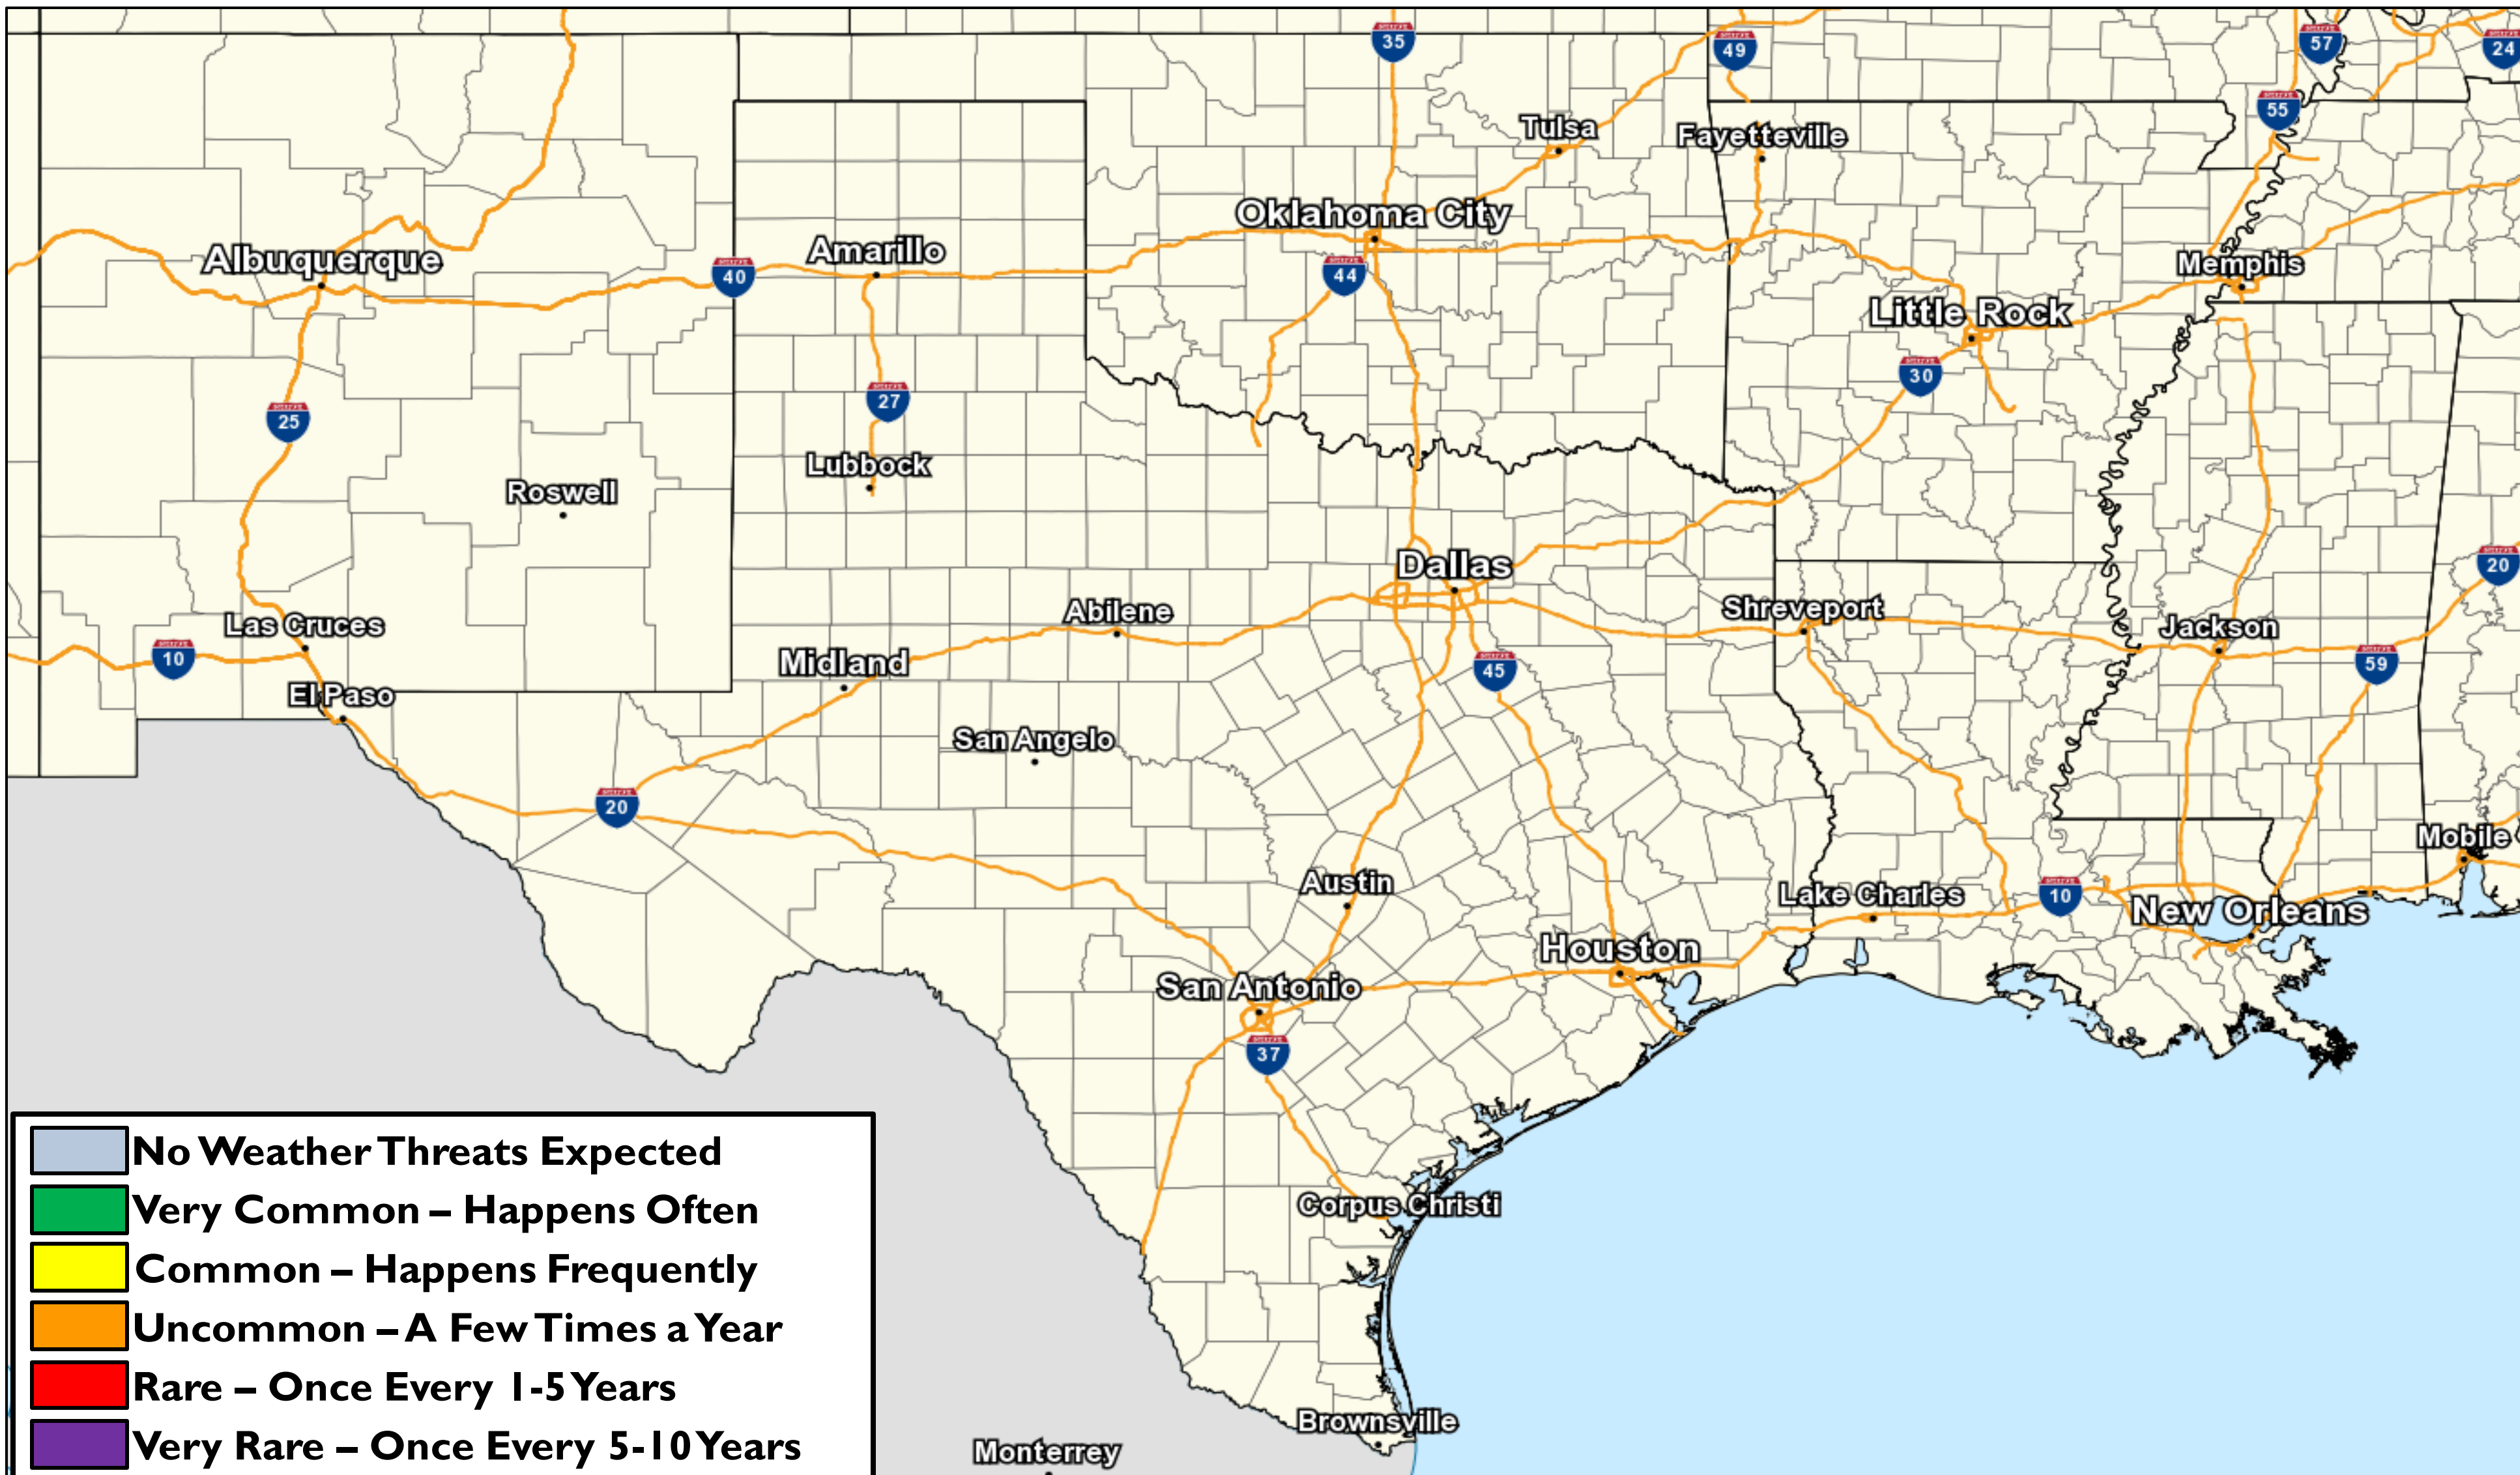 35
49
57
24
55
Tulsa
Fayetteville
Oklahoma City
Albuquerque
Amarillo
40
44
Memphis
Little Rock
30
27
25
Lubbock
Roswell
Dallas
20
Abilene
Shreveport
Las Cruces
Jackson
10
Midland
45
59
El Paso
San Angelo
20
Mobile
Austin
Lake Charles
10
New Orleans
Houston
San Antonio
37
Corpus Christi
Brownsville
Monterrey
No Weather Threats Expected
Very Common – Happens Often
Common – Happens Frequently
Uncommon – A Few Times a Year
Rare – Once Every 1-5 Years
Very Rare – Once Every 5-10 Years